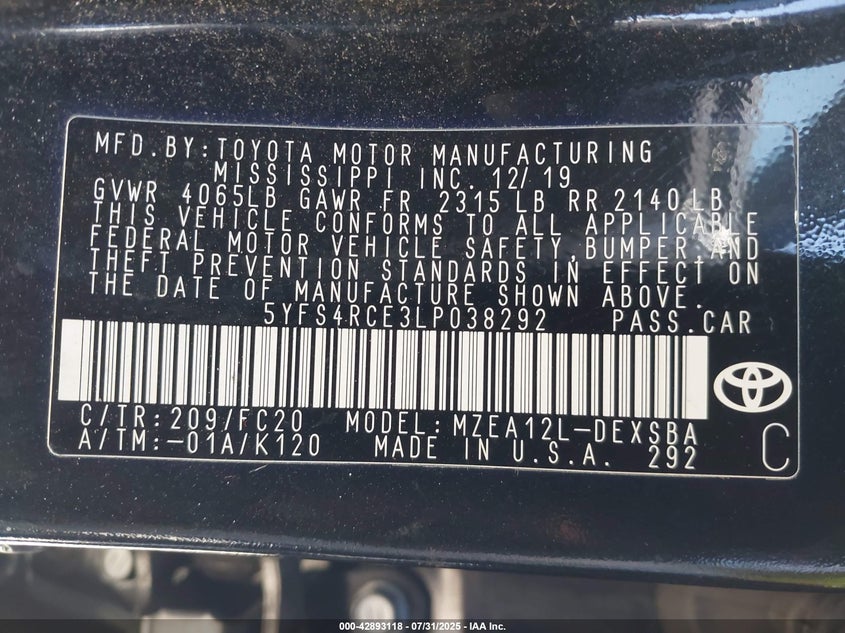 MFD.BY:TOYOTA MOTOR MANUFACTURING
MISSISSIPPI INC. 12/19
GVWR 4065LB GAWR FR 2315LB RR 2140LB
THIS VEHICLE CONFORMS TO ALL APPLICABLE
FEDERAL MOTOR VEHICLE SAFETY,BUMPER,AND
THEFT PREVENTION STANDARDS IN EFFECT ON
THE DATE OF MANUFACTURE SHOWN ABOVE.
5YFS4RCE3LP038292 PASS.CAR
C/TR:209/FC20 MODEL:MZEA12L-DEXSBA
A/TM:-01A/K120 MADE IN U.S.A. 292 C
000-42893118 - 07/31/2025 - IAA Inc.